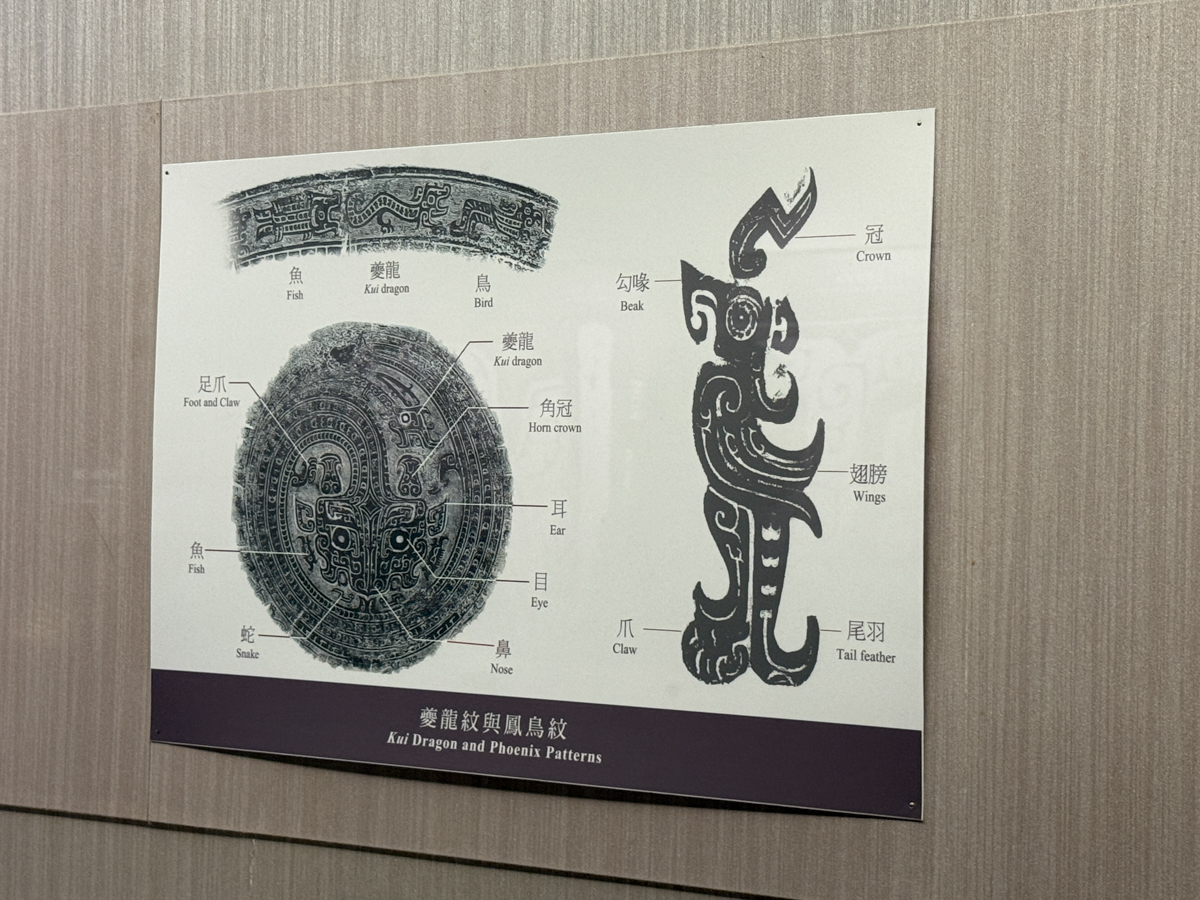 魚
Fish
夔龍
Kui dragon
鳥
Bird
夔龍
Kui dragon
足爪
Foot and Claw
角冠
Horn crown
耳
Ear
魚
Fish
目
Eye
蛇
Snake
鼻
Nose
冠
Crown
勾喙
Beak
翅膀
Wings
爪
Claw
尾羽
Tail feather
夔龍紋與鳳鳥紋
Kui Dragon and Phoenix Patterns